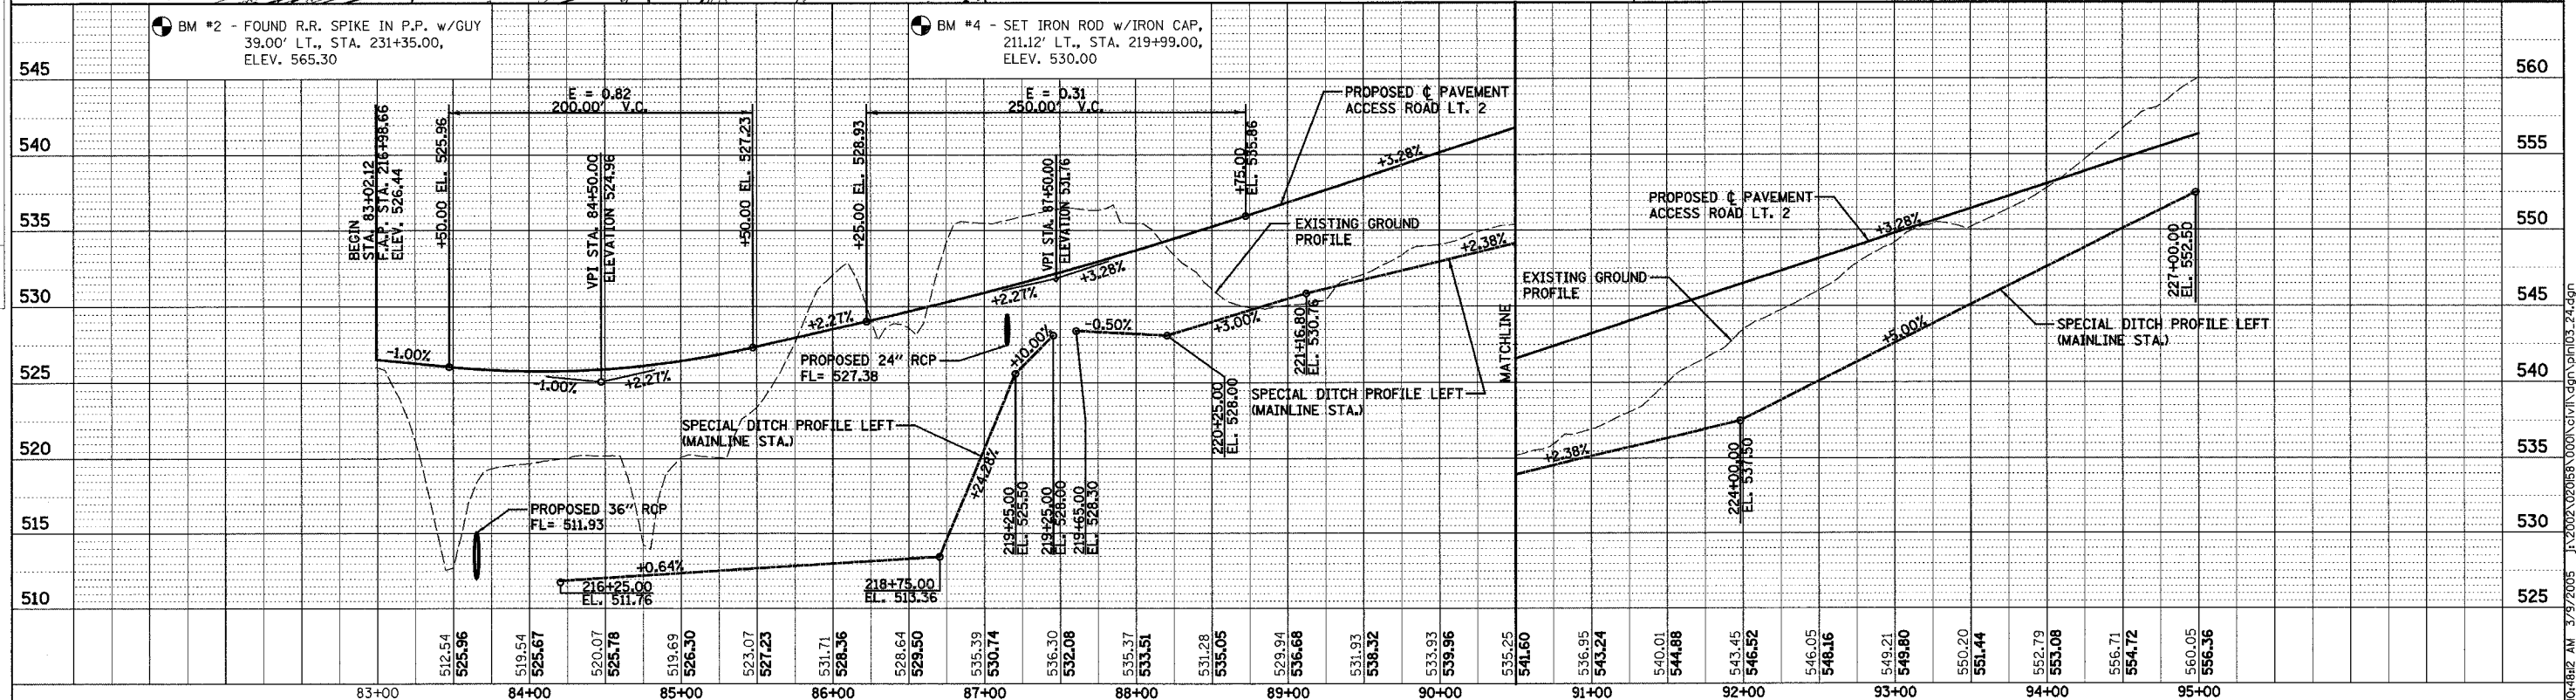 BM #2 - FOUND R.R. SPIKE IN P.P. w/GUY
39.00' LT., STA. 231+35.00,
ELEV. 565.30
BM #4 - SET IRON ROD w/IRON CAP,
211.12' LT., STA. 219+99.00,
ELEV. 530.00
545
540
535
530
525
520
515
510
560
555
550
545
540
535
530
525
BEGIN
STA. 83+02.12
F.A.P. STA. 216+98.66
ELEV. 526.44
+50.00 EL. 525.96
E = 0.82
200.00' V.C.
VPI STA. 84+50.00
ELEVATION 524.96
+50.00 EL. 527.23
+25.00 EL. 528.93
E = 0.31
250.00' V.C.
VPI STA. 87+50.00
ELEVATION 531.76
+75.00
EL. 535.86
PROPOSED ℄ PAVEMENT
ACCESS ROAD LT. 2
+3.28%
EXISTING GROUND
PROFILE
+2.38%
-1.00%
-1.00%
+2.27%
+2.27%
+2.27%
+3.28%
PROPOSED 24" RCP
FL= 527.38
+10.00%
-0.50%
+3.00%
221+16.80
EL. 530.76
220+25.00
EL. 528.00
SPECIAL DITCH PROFILE LEFT
(MAINLINE STA.)
SPECIAL DITCH PROFILE LEFT
(MAINLINE STA.)
+24.28%
219+25.00
EL. 525.50
219+25.00
EL. 528.00
219+65.00
EL. 528.30
PROPOSED 36" RCP
FL= 511.93
+0.64%
216+25.00
EL. 511.76
218+75.00
EL. 513.36
MATCHLINE
PROPOSED ℄ PAVEMENT
ACCESS ROAD LT. 2
+3.28%
EXISTING GROUND
PROFILE
+2.38%
224+00.00
EL. 537.50
+5.00%
227+00.00
EL. 552.50
SPECIAL DITCH PROFILE LEFT
(MAINLINE STA.)
512.54
525.96
519.54
525.67
520.07
525.78
519.69
526.30
523.07
527.23
531.71
528.36
528.64
529.50
535.39
530.74
536.30
532.08
535.37
533.51
531.28
535.05
529.94
536.68
531.93
538.32
533.93
539.96
535.25
541.60
536.95
543.24
540.01
544.88
543.45
546.52
546.05
548.16
549.21
549.80
550.20
551.44
552.79
553.08
556.71
554.72
560.05
556.36
83+00
84+00
85+00
86+00
87+00
88+00
89+00
90+00
91+00
92+00
93+00
94+00
95+00
3/9/2005